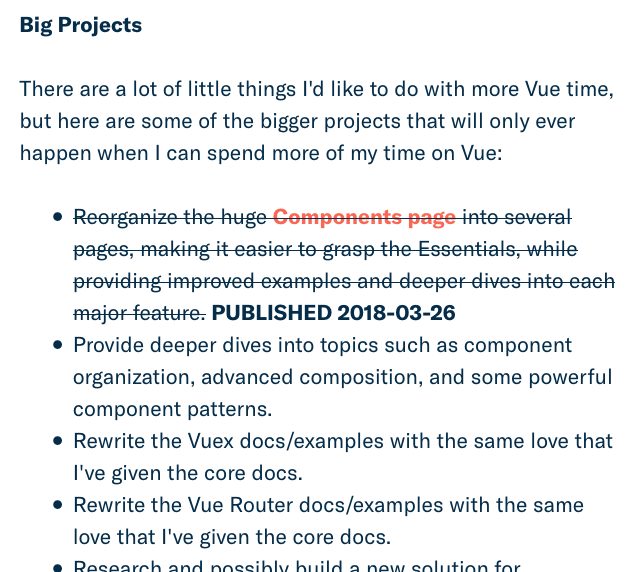 Big Projects
There are a lot of little things I'd like to do with more Vue time,
but here are some of the bigger projects that will only ever
happen when I can spend more of my time on Vue:
Reorganize the huge Components page into several
pages, making it easier to grasp the Essentials, while
providing improved examples and deeper dives into each
major feature. PUBLISHED 2018-03-26
Provide deeper dives into topics such as component
organization, advanced composition, and some powerful
component patterns.
Rewrite the Vuex docs/examples with the same love that
I've given the core docs.
Rewrite the Vue Router docs/examples with the same
love that I've given the core docs.
Research and possibly build a new solution for